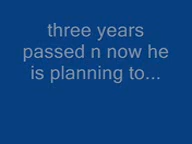 three years
passed n now he
is planning to...